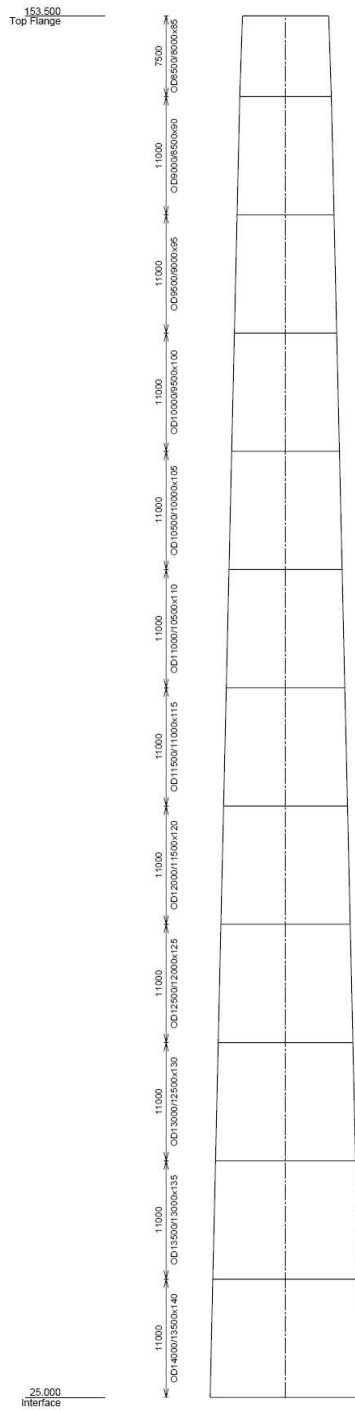 153.500
Top Flange
7500
OD8500/8000x85
11000
OD9000/8500x90
11000
OD9500/9000x95
11000
OD10000/9500x100
11000
OD10500/10000x105
11000
OD11000/10500x110
11000
OD11500/11000x115
11000
OD12000/11500x120
11000
OD12500/12000x125
11000
OD13000/12500x130
11000
OD13500/13000x135
11000
OD14000/13500x140
25.000
Interface